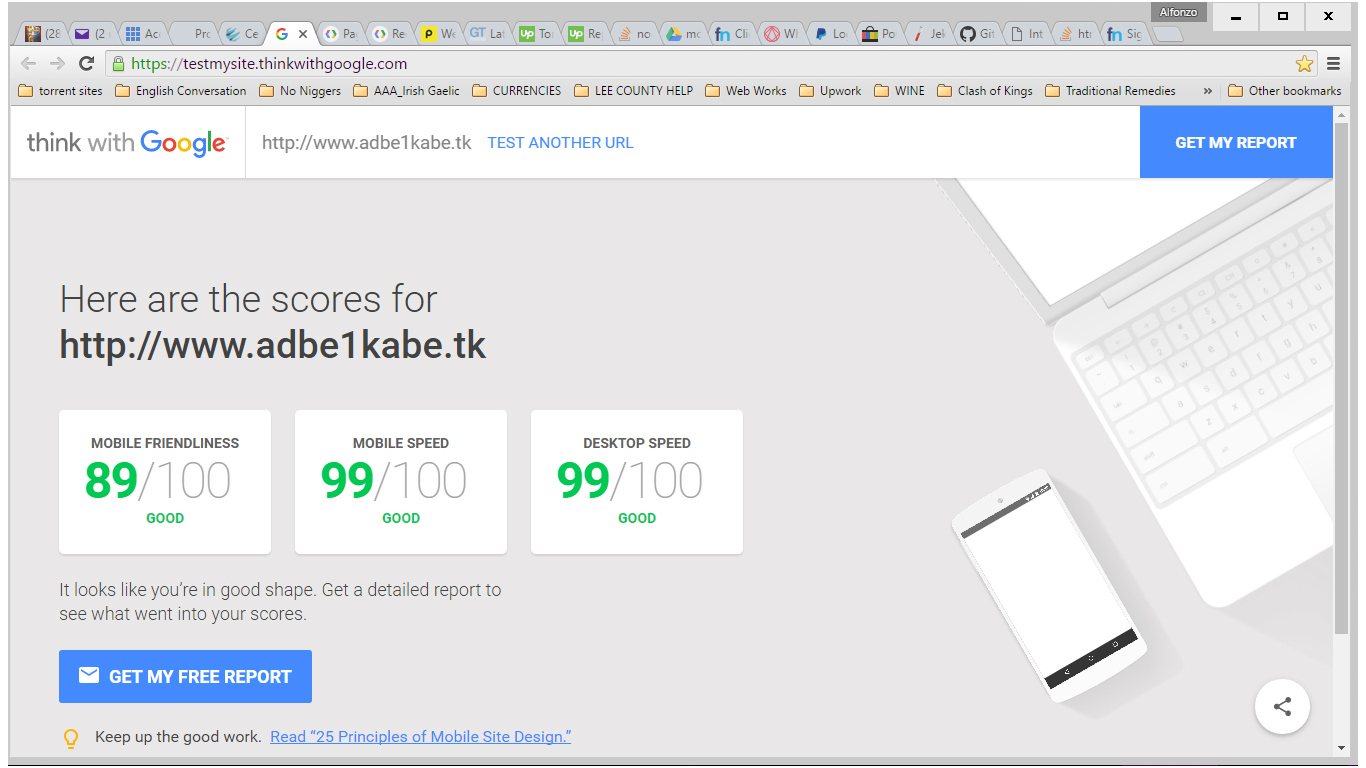 Alfonzo
(28 (2 Ac Pro Ce Pa Re We GT Lat Up To Up Re no mc fn Cli W Lo Po Jek Git Int ht fn Sig
https://testmysite.thinkwithgoogle.com
torrent sites English Conversation No Niggers AAA_Irish Gaelic CURRENCIES LEE COUNTY HELP Web Works Upwork WINE Clash of Kings Traditional Remedies » Other bookmarks
think with Google http://www.adbe1kabe.tk TEST ANOTHER URL GET MY REPORT
Here are the scores for
http://www.adbe1kabe.tk
MOBILE FRIENDLINESS MOBILE SPEED DESKTOP SPEED
89/100 99/100 99/100
GOOD GOOD GOOD
It looks like you’re in good shape. Get a detailed report to
see what went into your scores.
GET MY FREE REPORT
Keep up the good work. Read “25 Principles of Mobile Site Design.”